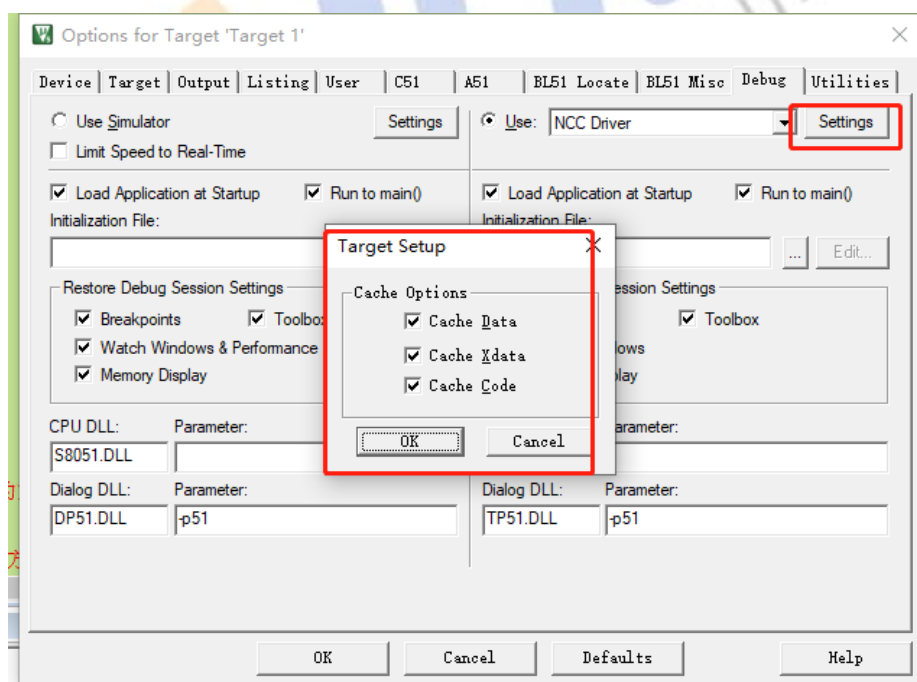 Options for Target 'Target 1'
Device Target Output Listing User C51 A51 BL51 Locate BL51 Misc Debug Utilities
Use Simulator Settings Use: NCC Driver Settings
Limit Speed to Real-Time
Load Application at Startup Run to main() Load Application at Startup Run to main()
Initialization File: Initialization File:
... Edit...
Target Setup
Cache Options
Cache Data
Cache Xdata
Cache Code
OK Cancel
Restore Debug Session Settings ession Settings
Breakpoints Toolbox Toolbox
Watch Windows & Performance lows
Memory Display play
CPU DLL: Parameter: arameter:
S8051.DLL
Dialog DLL: Parameter: Dialog DLL: Parameter:
DP51.DLL -p51 TP51.DLL -p51
方
OK Cancel Defaults Help